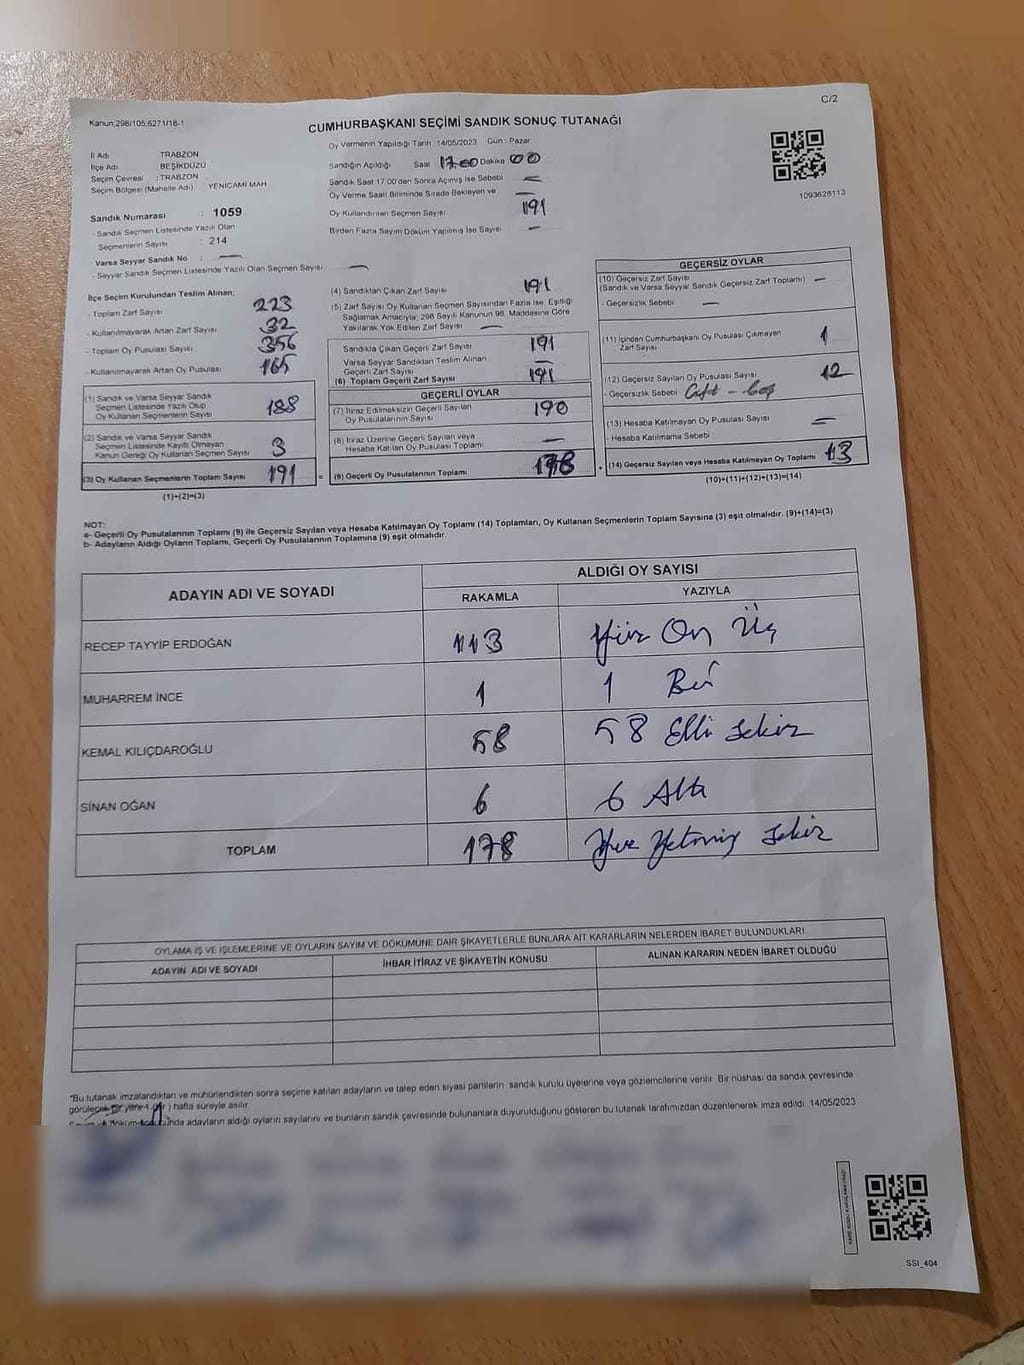 C/2
Kanun:298/105,6271/18-1
CUMHURBAŞKANI SEÇİMİ SANDIK SONUÇ TUTANAĞI
İl Adı TRABZON
İlçe Adı BEŞİKDÜZÜ
Seçim Çevresi : TRABZON
Seçim Bölgesi (Mahalle Adı) YENİCAMİ MAH
Sandık Numarası : 1059
- Sandık Seçmen Listesinde Yazılı Olan
Seçmenlerin Sayısı : 214
Varsa Seyyar Sandık No : —
- Seyyar Sandık Listesinde Yazılı Olan Seçmen Sayısı —
Oy Vermenin Yapıldığı Tarih: 14/05/2023 Gün : Pazar
Sandığın Açıldığı Saat 17:00 Dakika 00
Sandık Saat 17:00'den Sonra Açımış İse Sebebi —
Oy Verme Saati Bitiminde Sırada Bekleyen ve —
Oy Kullandırılan Seçmen Sayısı 191
Birden Fazla Sayım Döküm Yapılmış İse Sayısı —
1093628113
İlçe Seçim Kurulundan Teslim Alınan;
- Toplam Zarf Sayısı 223
- Kullanılmayarak Artan Zarf Sayısı 32
- Toplam Oy Pusulası Sayısı 356
- Kullanılmayarak Artan Oy Pusulası 165
(1) Sandık ve Varsa Seyyar Sandık
Seçmen Listesinde Yazılı Olup
Oy Kullanan Seçmenlerin Sayısı 188
(2) Sandık ve Varsa Seyyar Sandık
Seçmen Listesinde Kayıtlı Olmayan
Kanun Gereği Oy Kullanan Seçmen Sayısı 3
(3) Oy Kullanan Seçmenlerin Toplam Sayısı 191
(1)+(2)=(3)
(4) Sandıktan Çıkan Zarf Sayısı 191
(5) Zarf Sayısı Oy Kullanan Seçmen Sayısından Fazla İse, Eşitliği
Sağlamak Amacıyla; 298 Sayılı Kanunun 98. Maddesine Göre
Yakılarak Yok Edilen Zarf Sayısı —
Sandıkta Çıkan Geçerli Zarf Sayısı 191
Varsa Seyyar Sandıktan Teslim Alınan
Geçerli Zarf Sayısı —
(6) Toplam Geçerli Zarf Sayısı 191
GEÇERLİ OYLAR
(7) İtiraz Edilmeksizin Geçerli Sayılan
Oy Pusulalarının Sayısı 190
(8) İtiraz Üzerine Geçerli Sayılan veya
Hesaba Katılan Oy Pusulası Toplamı —
= (9) Geçerli Oy Pusulalarının Toplamı 178
GEÇERSİZ OYLAR
(10) Geçersiz Zarf Sayısı
(Sandık ve Varsa Seyyar Sandık Geçersiz Zarf Toplamı) —
- Geçersizlik Sebebi —
(11) İçinden Cumhurbaşkanı Oy Pusulası Çıkmayan
Zarf Sayısı 1
(12) Geçersiz Sayılan Oy Pusulası Sayısı 12
- Geçersizlik Sebebi
(13) Hesaba Katılmayan Oy Pusulası Sayısı —
- Hesaba Katılmama Sebebi
+ (14) Geçersiz Sayılan veya Hesaba Katılmayan Oy Toplamı 13
(10)+(11)+(12)+(13)=(14)
NOT:
a- Geçerli Oy Pusulalarının Toplamı (9) ile Geçersiz Sayılan veya Hesaba Katılmayan Oy Toplamı (14) Toplamları, Oy Kullanan Seçmenlerin Toplam Sayısına (3) eşit olmalıdır. (9)+(14)=(3)
b- Adayların Aldığı Oyların Toplamı, Geçerli Oy Pusulalarının Toplamına (9) eşit olmalıdır.
ADAYIN ADI VE SOYADI ALDIĞI OY SAYISI
RAKAMLA YAZIYLA
RECEP TAYYİP ERDOĞAN 113 Yüz On Üç
MUHARREM İNCE 1 1 Bir
KEMAL KILIÇDAROĞLU 58 58 Elli sekiz
SİNAN OĞAN 6 6 Altı
TOPLAM 178 Yüz Yetmiş sekiz
OYLAMA İŞ VE İŞLEMLERİNE VE OYLARIN SAYIM VE DÖKÜMÜNE DAİR ŞİKAYETLERLE BUNLARA AİT KARARLARIN NELERDEN İBARET BULUNDUKLARI
ADAYIN ADI VE SOYADI İHBAR İTİRAZ VE ŞİKAYETİN KONUSU ALINAN KARARIN NEDEN İBARET OLDUĞU
*Bu tutanak imzalandıktan ve mühürlendikten sonra seçime katılan adayların ve talep eden siyasi partilerin sandık kurulu üyelerine veya gözlemcilerine verilir. Bir nüshası da sandık çevresinde
görülecek bir yere 1 (bir) hafta süreyle asılır.
adayların aldığı oyların sayılarını ve bunların sandık çevresinde bulunanlara duyurulduğunu gösteren bu tutanak tarafımızdan düzenlenerek imza edildi. 14/05/2023
SSI_404